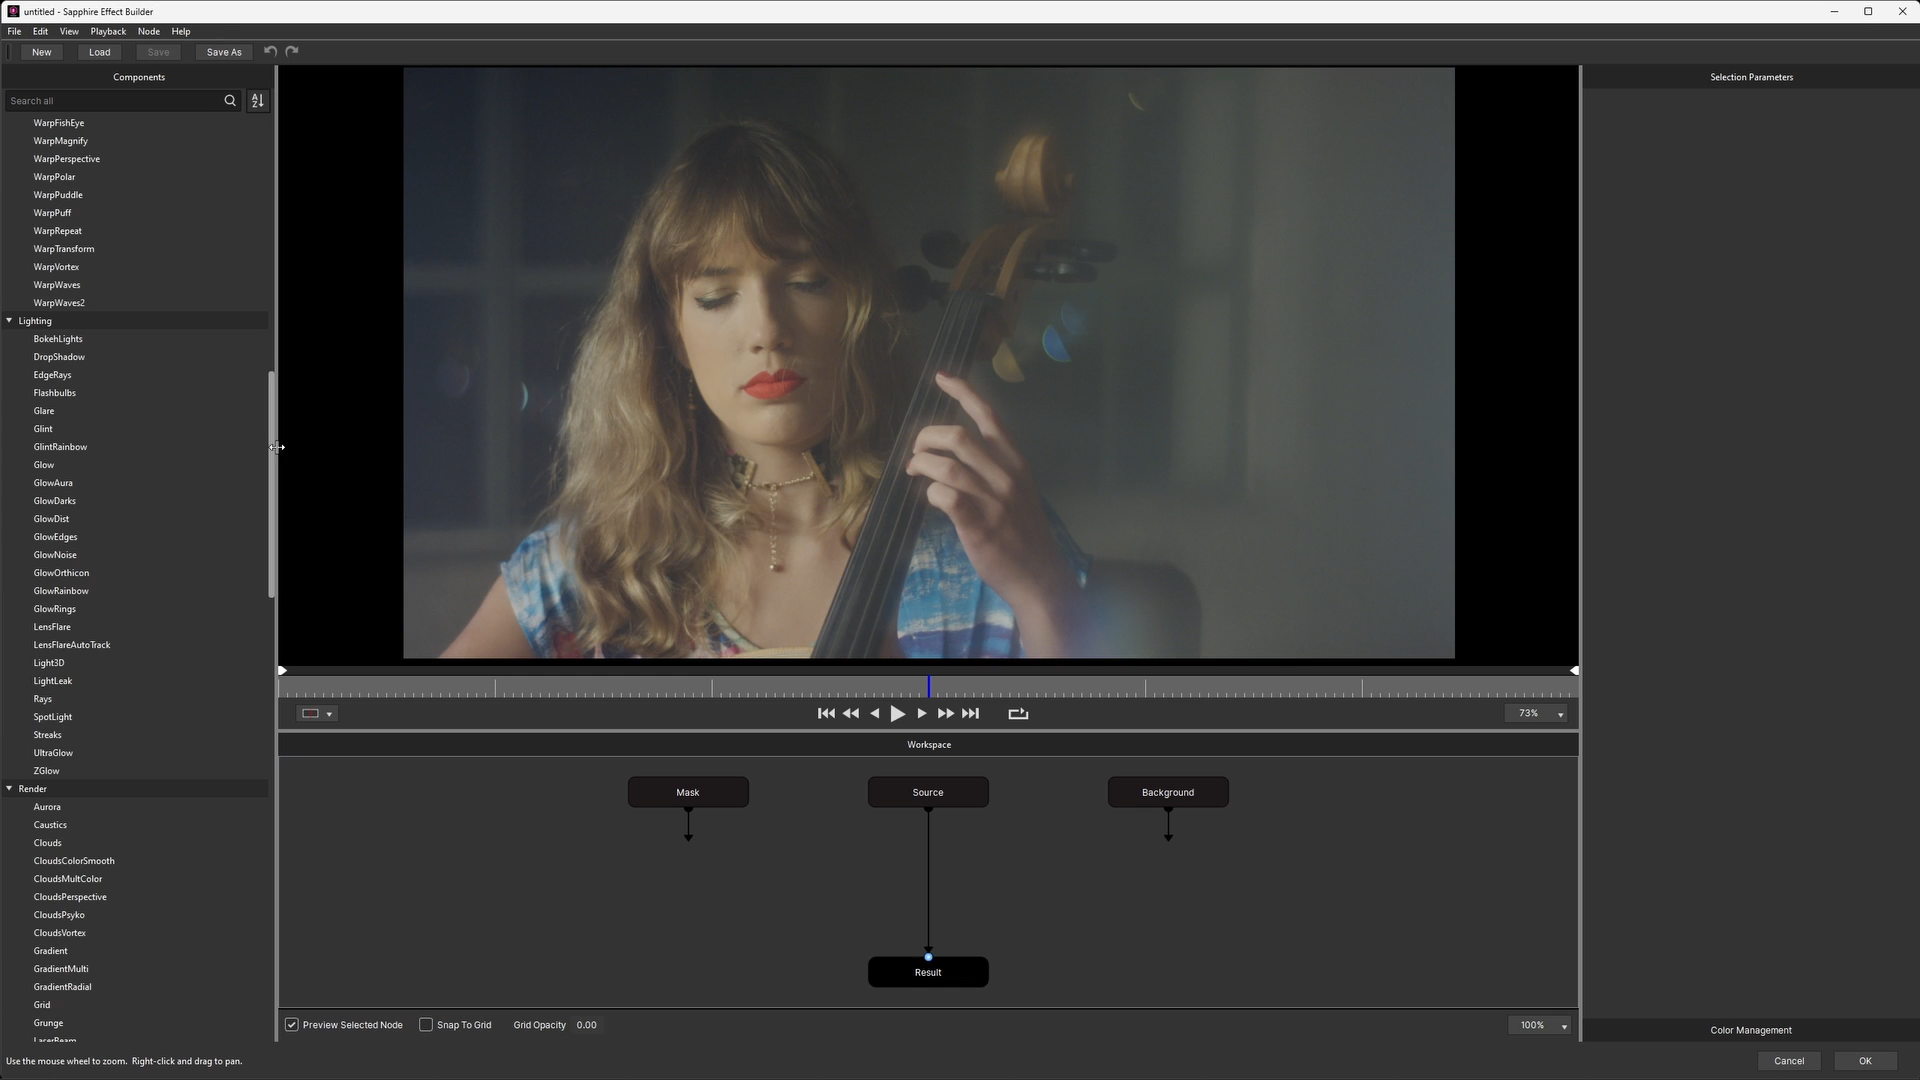 untitled - Sapphire Effect Builder
File Edit View Playback Node Help
New Load Save Save As
Components
Search all
WarpFishEye
WarpMagnify
WarpPerspective
WarpPolar
WarpPuddle
WarpPuff
WarpRepeat
WarpTransform
WarpVortex
WarpWaves
WarpWaves2
Lighting
BokehLights
DropShadow
EdgeRays
Flashbulbs
Glare
Glint
GlintRainbow
Glow
GlowAura
GlowDarks
GlowDist
GlowEdges
GlowNoise
GlowOrthicon
GlowRainbow
GlowRings
LensFlare
LensFlareAutoTrack
Light3D
LightLeak
Rays
SpotLight
Streaks
UltraGlow
ZGlow
Render
Aurora
Caustics
Clouds
CloudsColorSmooth
CloudsMultColor
CloudsPerspective
CloudsPsyko
CloudsVortex
Gradient
GradientMulti
GradientRadial
Grid
Grunge
LaserBeam
73%
Workspace
Mask
Source
Background
Result
Preview Selected Node
Snap To Grid
Grid Opacity 0.00
100%
Selection Parameters
Color Management
Use the mouse wheel to zoom. Right-click and drag to pan.
Cancel
OK